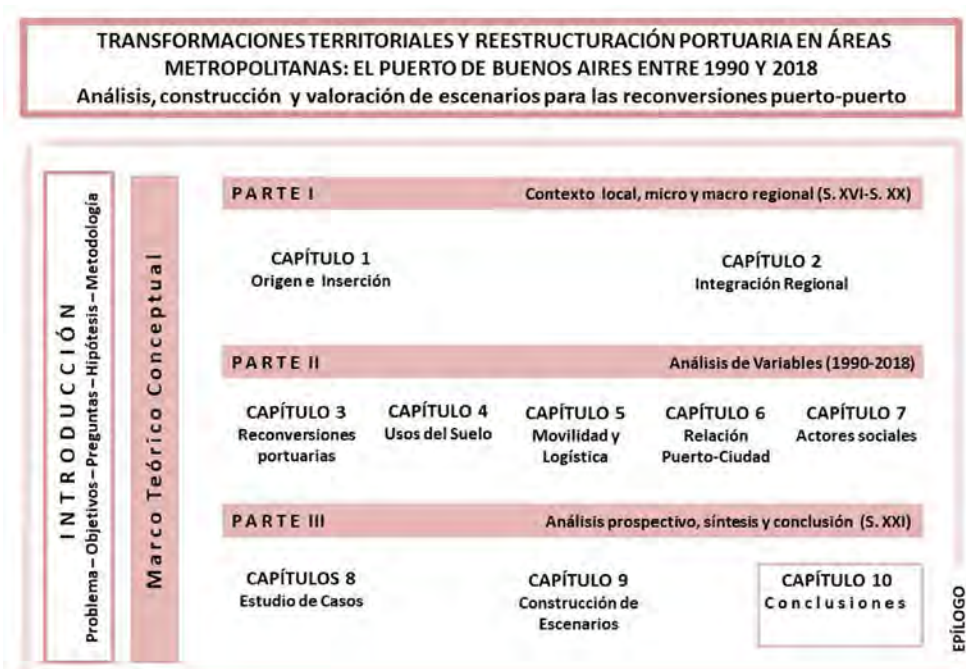 TRANSFORMACIONES TERRITORIALES Y REESTRUCTURACIÓN PORTUARIA EN ÁREAS
METROPOLITANAS: EL PUERTO DE BUENOS AIRES ENTRE 1990 Y 2018
Análisis, construcción y valoración de escenarios para las reconversiones puerto-puerto
INTRODUCCIÓN
Problema – Objetivos – Preguntas – Hipótesis – Metodología
Marco Teórico Conceptual
PARTE I
Contexto local, micro y macro regional (S. XVI-S. XX)
CAPÍTULO 1
Origen e Inserción
CAPÍTULO 2
Integración Regional
PARTE II
Análisis de Variables (1990-2018)
CAPÍTULO 3
Reconversiones
portuarias
CAPÍTULO 4
Usos del Suelo
CAPÍTULO 5
Movilidad y
Logística
CAPÍTULO 6
Relación
Puerto-Ciudad
CAPÍTULO 7
Actores sociales
PARTE III
Análisis prospectivo, síntesis y conclusión (S. XXI)
CAPÍTULOS 8
Estudio de Casos
CAPÍTULO 9
Construcción de
Escenarios
CAPÍTULO 10
Conclusiones
EPÍLOGO